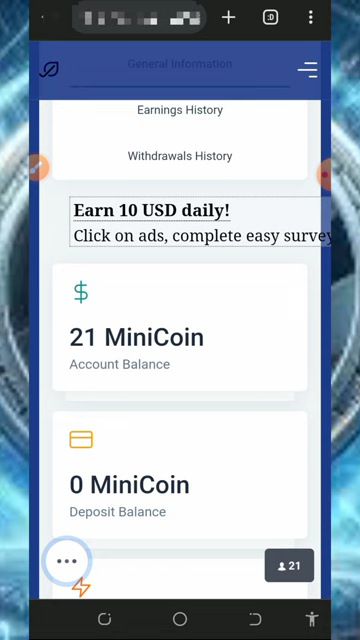 :D
General Information
Earnings History
Withdrawals History
Earn 10 USD daily!
Click on ads, complete easy survey
21 MiniCoin
Account Balance
0 MiniCoin
Deposit Balance
21